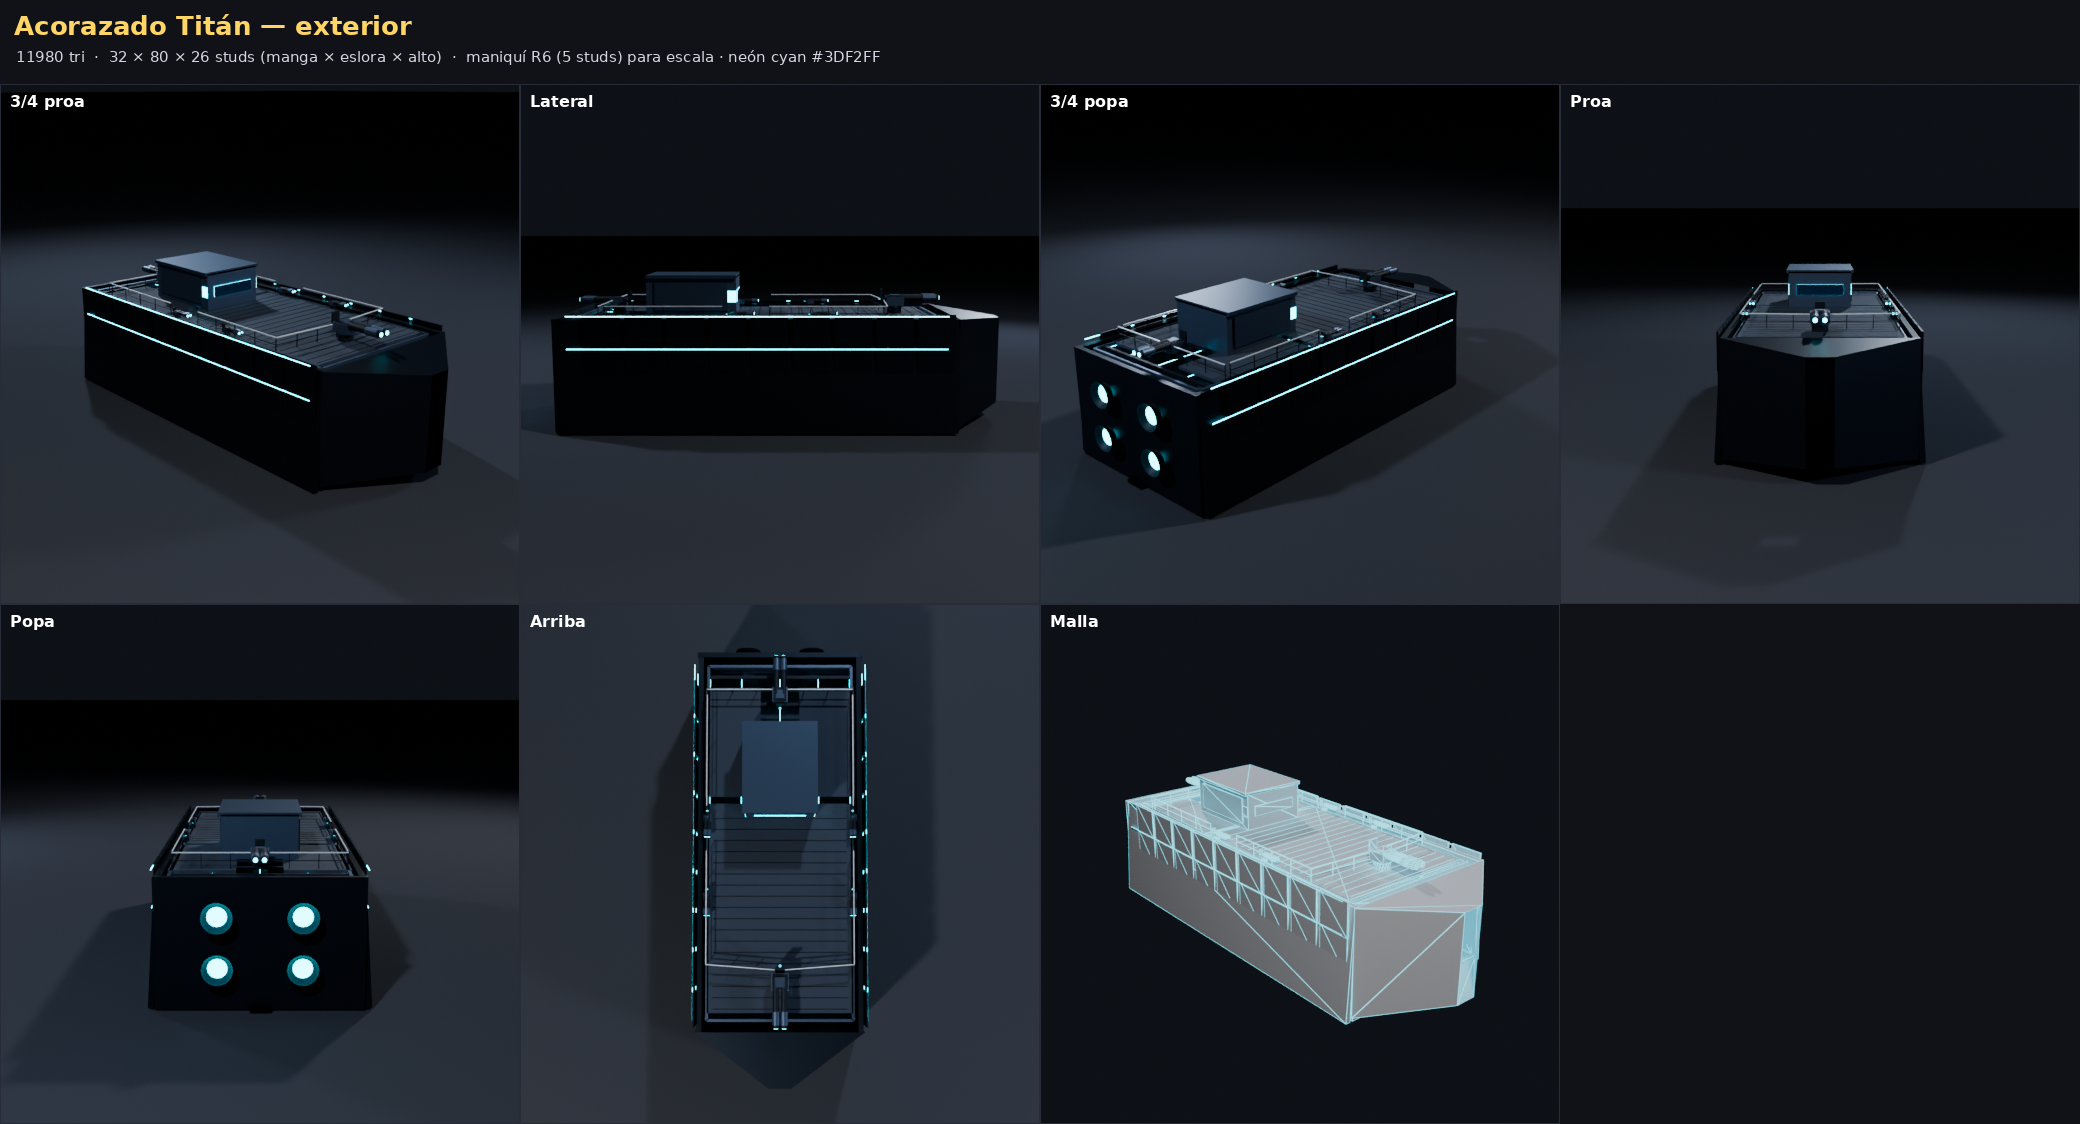 Acorazado Titán — exterior
11980 tri · 32 × 80 × 26 studs (manga × eslora × alto) · maniquí R6 (5 studs) para escala · neón cyan #3DF2FF
3/4 proa
Lateral
3/4 popa
Proa
Popa
Arriba
Malla